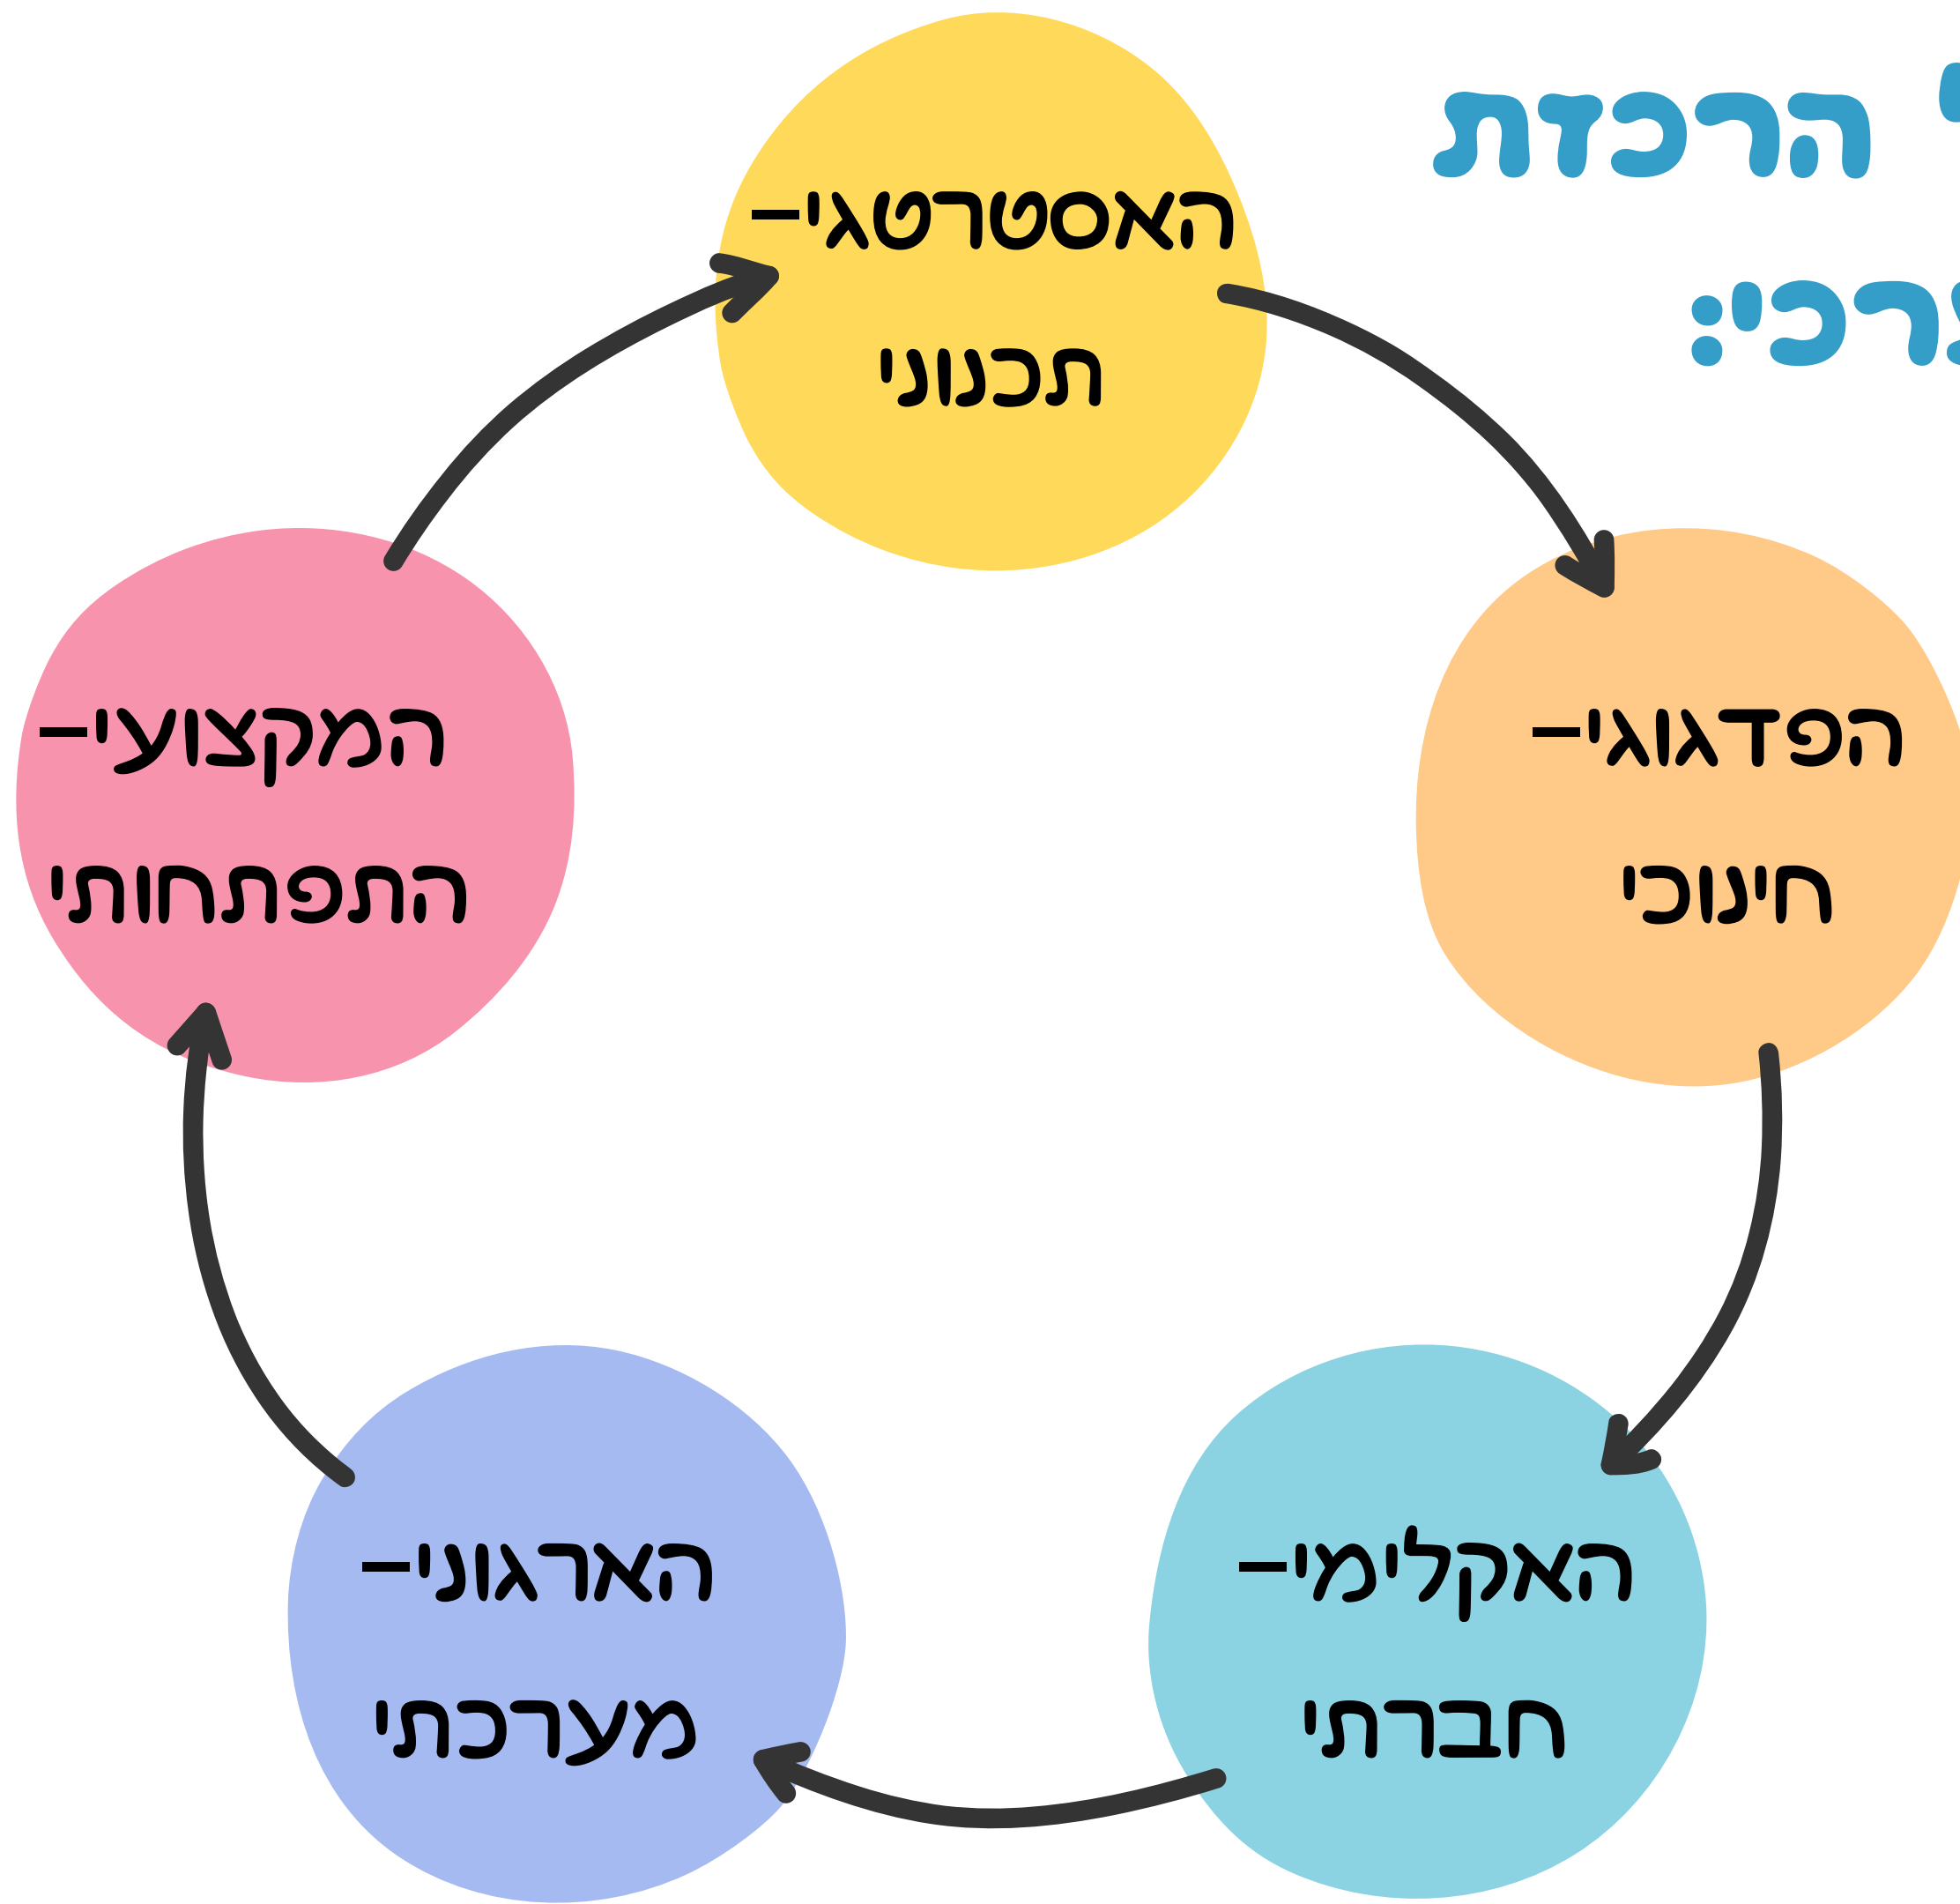 הרכזת
האסטרטגי-
תכנוני
הפדגוגי-
חינוכי
האקלימי-
חברתי
הארגוני-
מערכתי
המקצועי-
התפתחותי